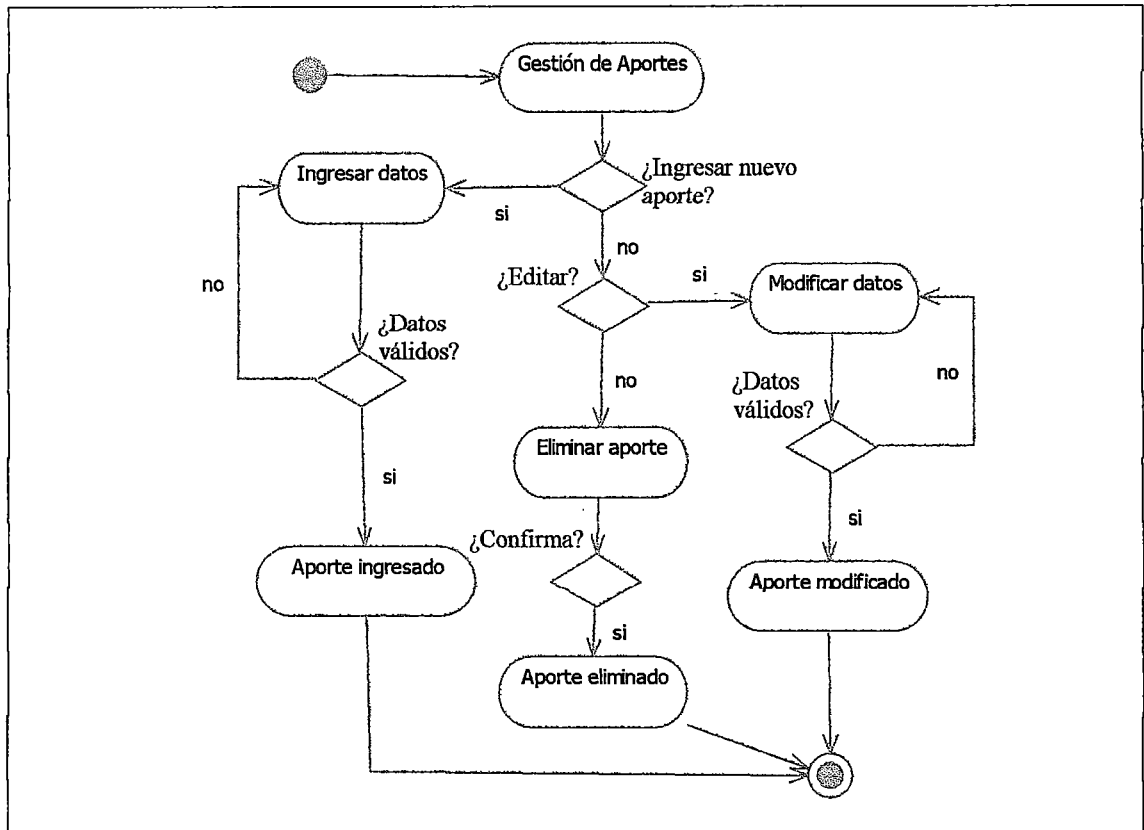 Gestión de Aportes
¿Ingresar nuevo
aporte?
Ingresar datos
si
no
¿Editar?
si
Modificar datos
no
¿Datos
válidos?
no
¿Datos
válidos?
no
Eliminar aporte
si
¿Confirma?
si
Aporte ingresado
Aporte modificado
si
Aporte eliminado